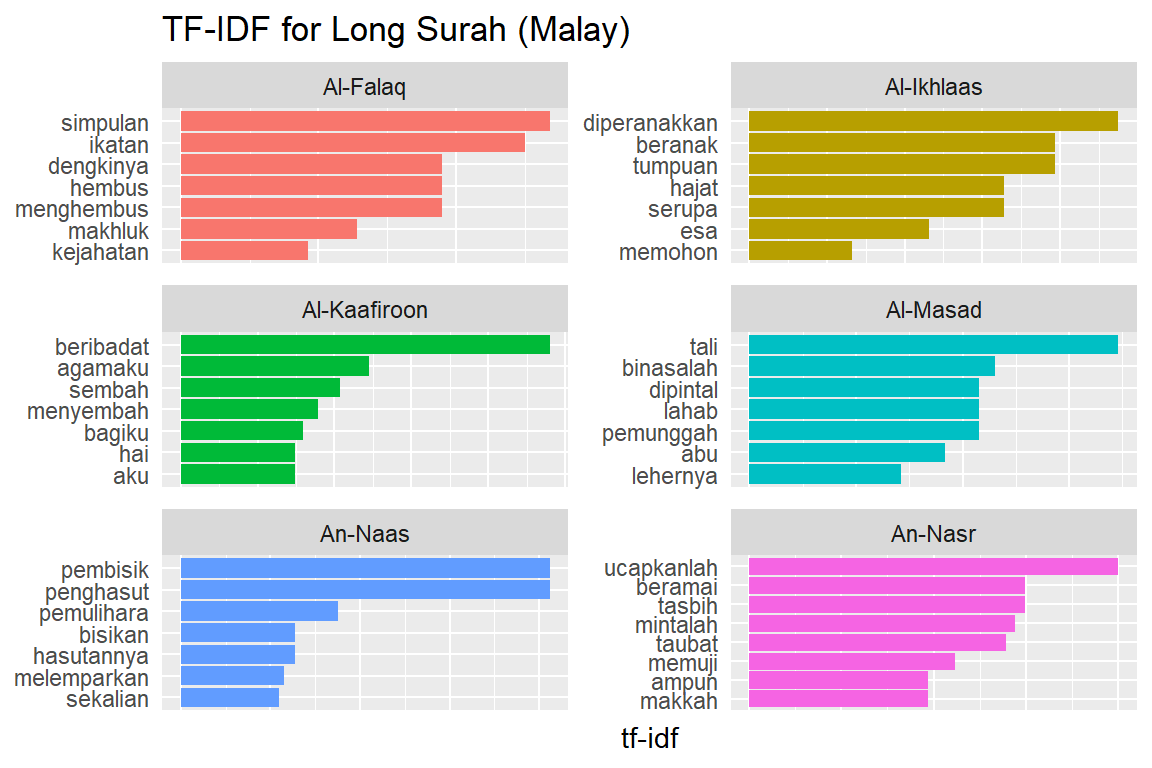 TF-IDF for Long Surah (Malay)
Al-Falaq
simpulan
ikatan
dengkinya
hembus
menghembus
makhluk
kejahatan
Al-Ikhlaas
diperanakkan
beranak
tumpuan
hajat
serupa
esa
memohon
Al-Kaafiroon
beribadat
agamaku
sembah
menyembah
bagiku
hai
aku
Al-Masad
tali
binasalah
dipintal
lahab
pemunggah
abu
lehernya
An-Naas
pembisik
penghasut
pemulihara
bisikan
hasutannya
melemparkan
sekalian
An-Nasr
ucapkanlah
beramai
tasbih
mintalah
taubat
memuji
ampun
makkah
tf-idf